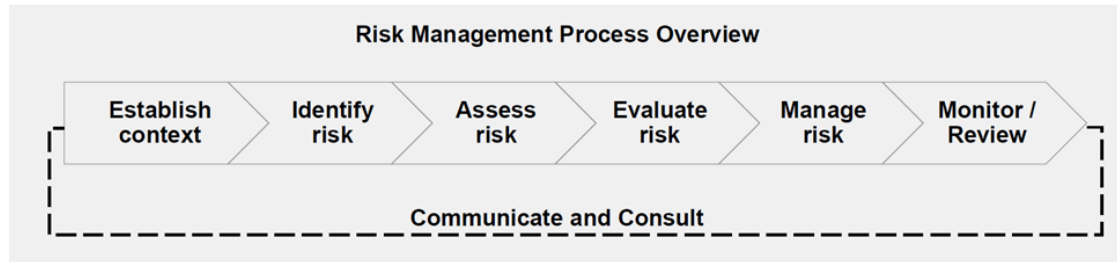 Risk Management Process Overview
Establish
context
Identify
risk
Assess
risk
Evaluate
risk
Manage
risk
Monitor /
Review
Communicate and Consult